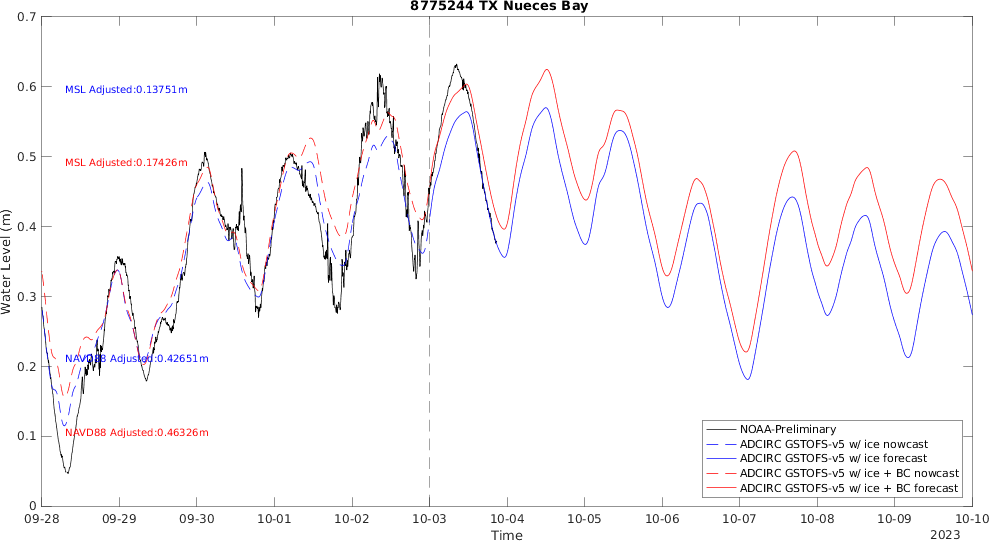 8775244 TX Nueces Bay
0.7
0.6
0.5
0.4
0.3
0.2
0.1
0
Water Level (m)
MSL Adjusted:0.13751m
MSL Adjusted:0.17426m
NAVD88 Adjusted:0.42651m
NAVD88 Adjusted:0.46326m
NOAA-Preliminary
ADCIRC GSTOFS-v5 w/ ice nowcast
ADCIRC GSTOFS-v5 w/ ice forecast
ADCIRC GSTOFS-v5 w/ ice + BC nowcast
ADCIRC GSTOFS-v5 w/ ice + BC forecast
09-28 09-29 09-30 10-01 10-02 10-03 10-04 10-05 10-06 10-07 10-08 10-09 10-10
Time
2023